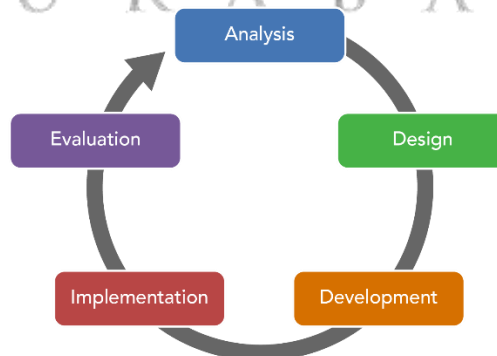 Analysis
Design
Development
Implementation
Evaluation